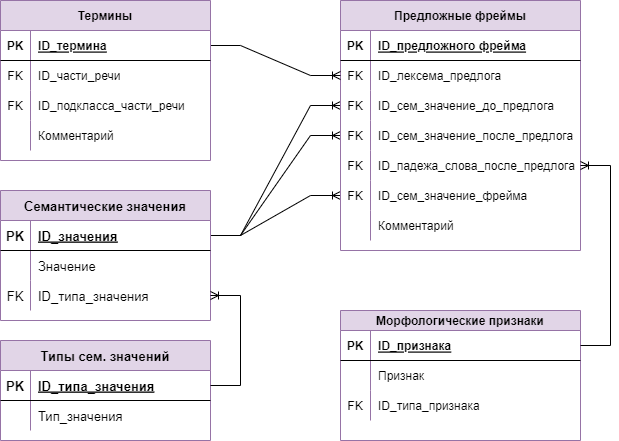 Термины
PK ID_термина
FK ID_части_речи
FK ID_подкласса_части_речи
Комментарий
Предложные фреймы
PK ID_предложного фрейма
FK ID_лексема_предлога
FK ID_сем_значение_до_предлога
FK ID_сем_значение_после_предлога
FK ID_падежа_слова_после_предлога
FK ID_сем_значение_фрейма
Комментарий
Семантические значения
PK ID_значения
Значение
FK ID_типа_значения
Типы сем. значений
PK ID_типа_значения
Тип_значения
Морфологические признаки
PK ID_признака
Признак
FK ID_типа_признака